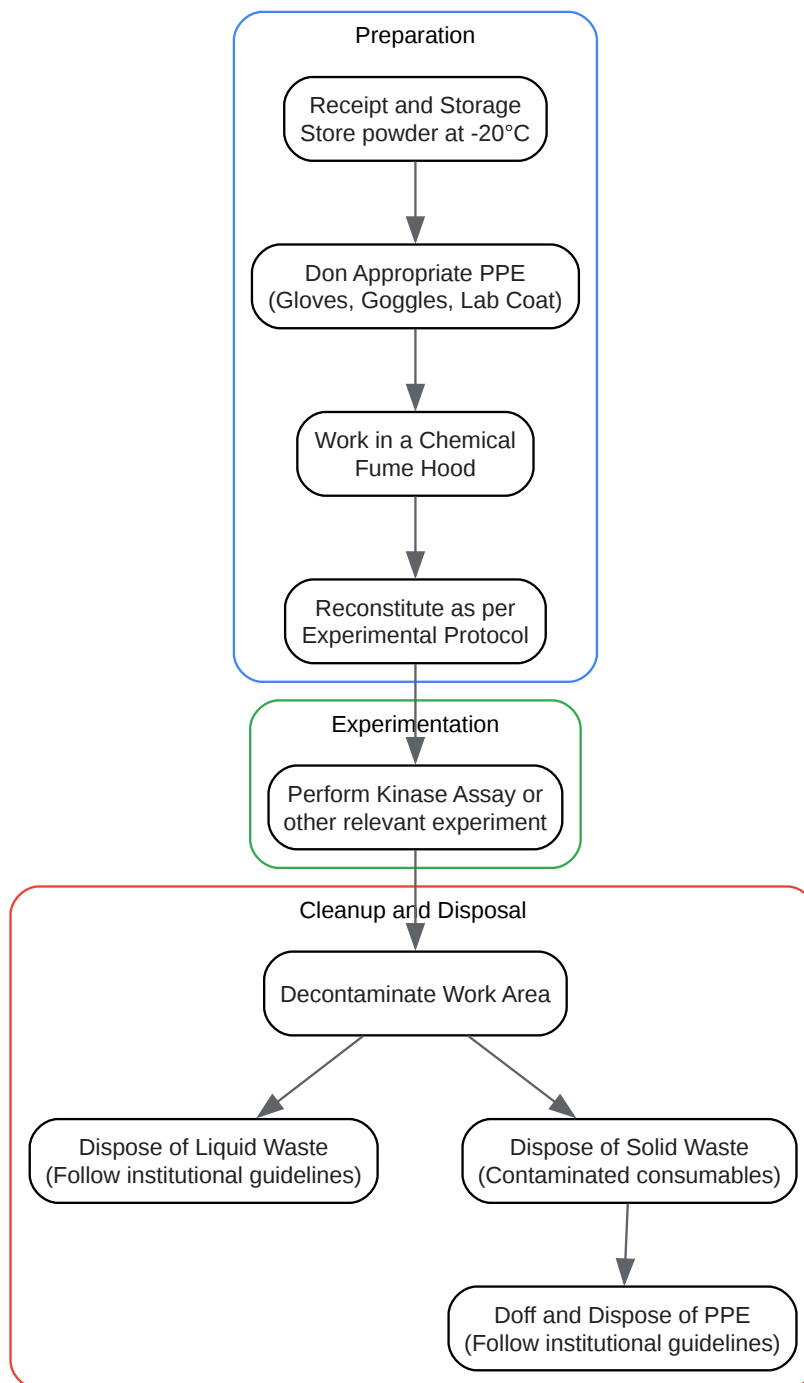 Preparation
Receipt and Storage
Store powder at -20°C
Don Appropriate PPE
(Gloves, Goggles, Lab Coat)
Work in a Chemical
Fume Hood
Reconstitute as per
Experimental Protocol
Experimentation
Perform Kinase Assay or
other relevant experiment
Cleanup and Disposal
Decontaminate Work Area
Dispose of Liquid Waste
(Follow institutional guidelines)
Dispose of Solid Waste
(Contaminated consumables)
Doff and Dispose of PPE
(Follow institutional guidelines)